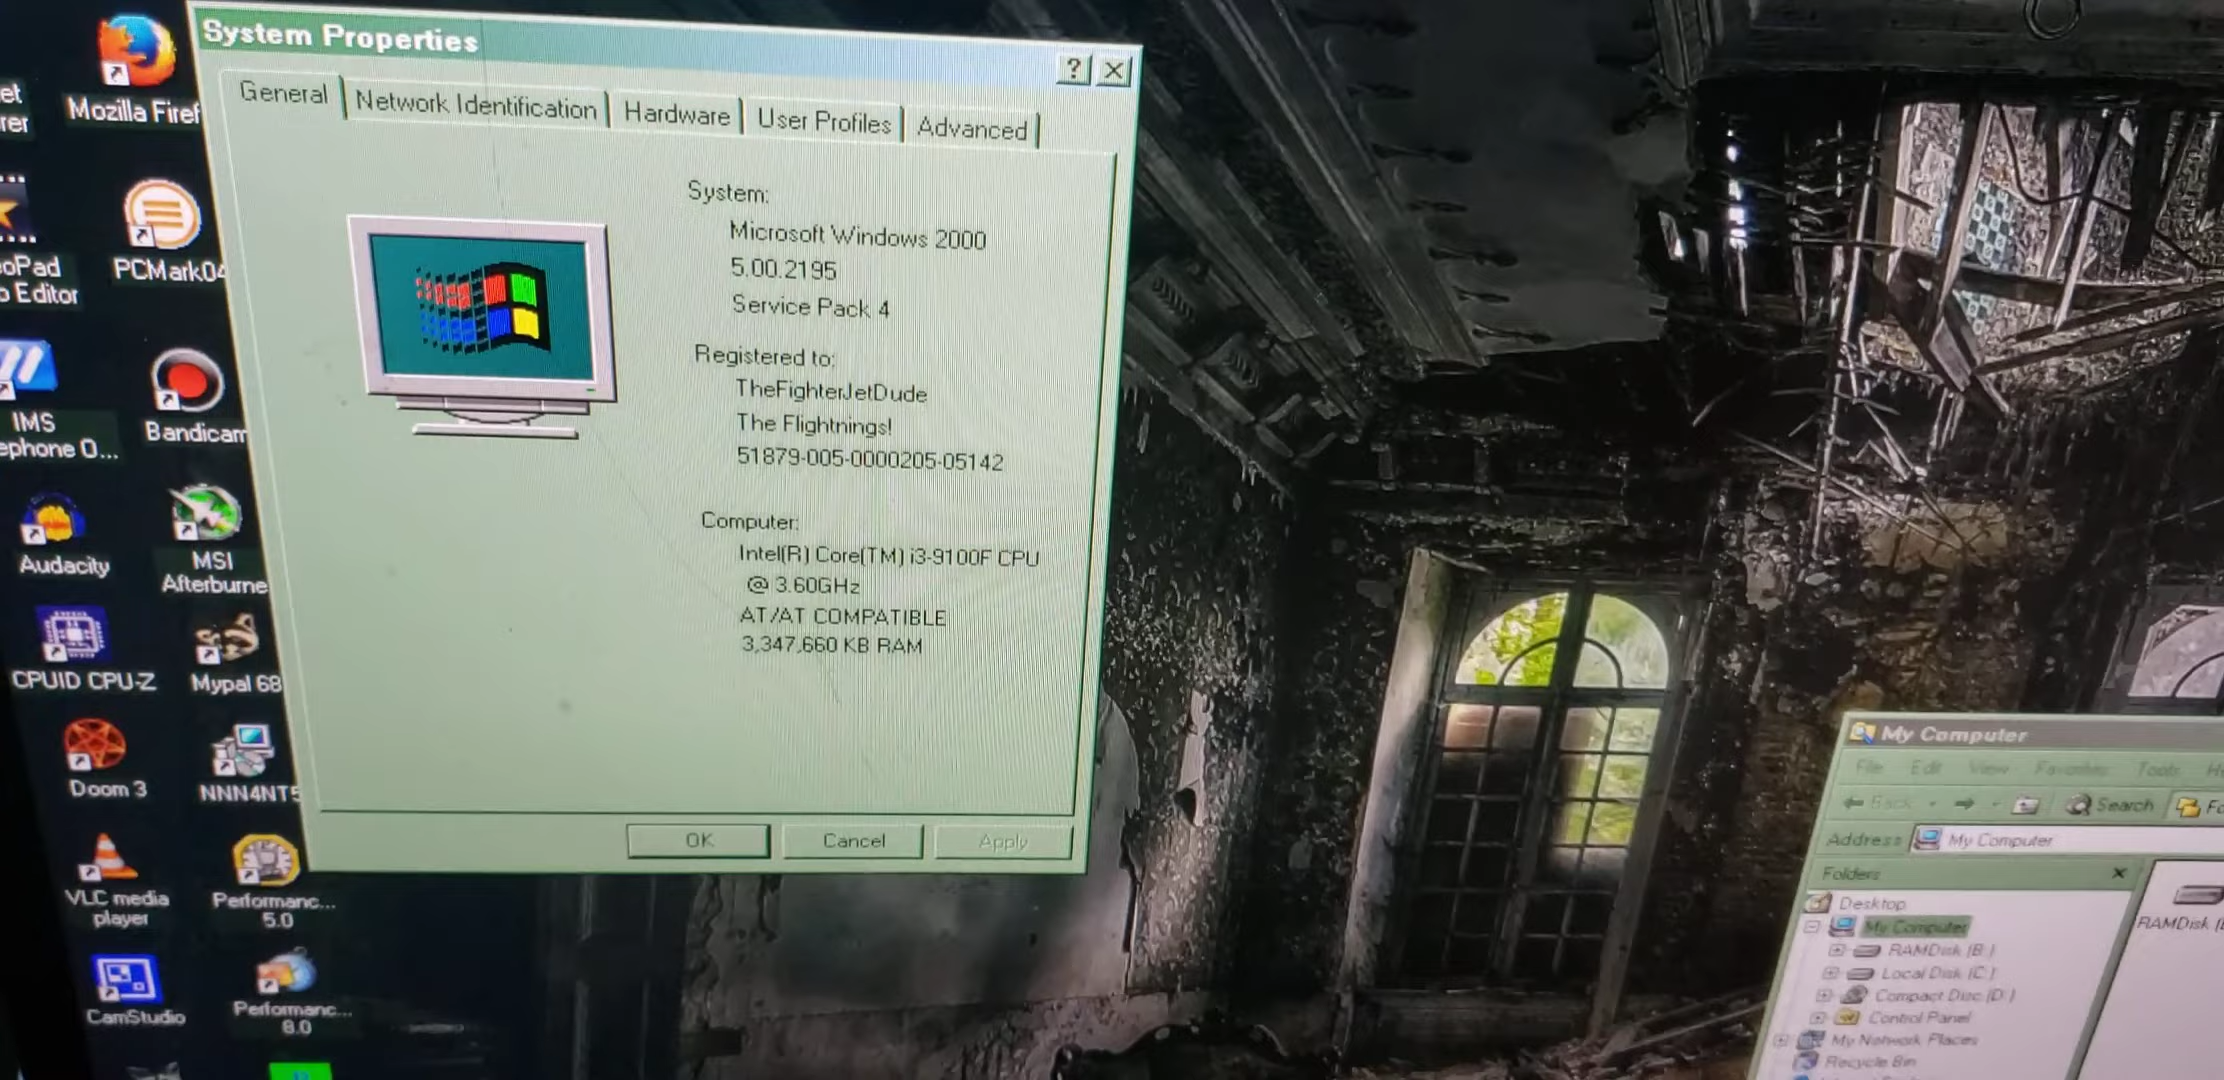 System Properties
General
Network Identification
Hardware
User Profiles
Advanced
System:
Microsoft Windows 2000
5.00.2195
Service Pack 4
Registered to:
TheFighterJetDude
The Flightnings!
51879-005-0000205-05142
Computer:
Intel(R) Core(TM) i3-9100F CPU
@ 3.60GHz
AT/AT COMPATIBLE
3,347,660 KB RAM
OK
Cancel
Apply
Mozilla Firef
PCMark04
oPad
o Editor
IMS
ephone O...
Bandicam
Audacity
MSI
Afterburne
CPUID CPU-Z
Mypal 68
Doom 3
NNN4NT5
VLC media
player
Performanc...
5.0
CamStudio
Performanc...
8.0
My Computer
File
Edit
View
Favorites
Tools
Back
Search
Address
My Computer
Folders
Desktop
My Computer
RAMDisk (B:)
Local Disk (C:)
Compact Disc (D:)
Control Panel
My Network Places
Recycle Bin
RAMDisk